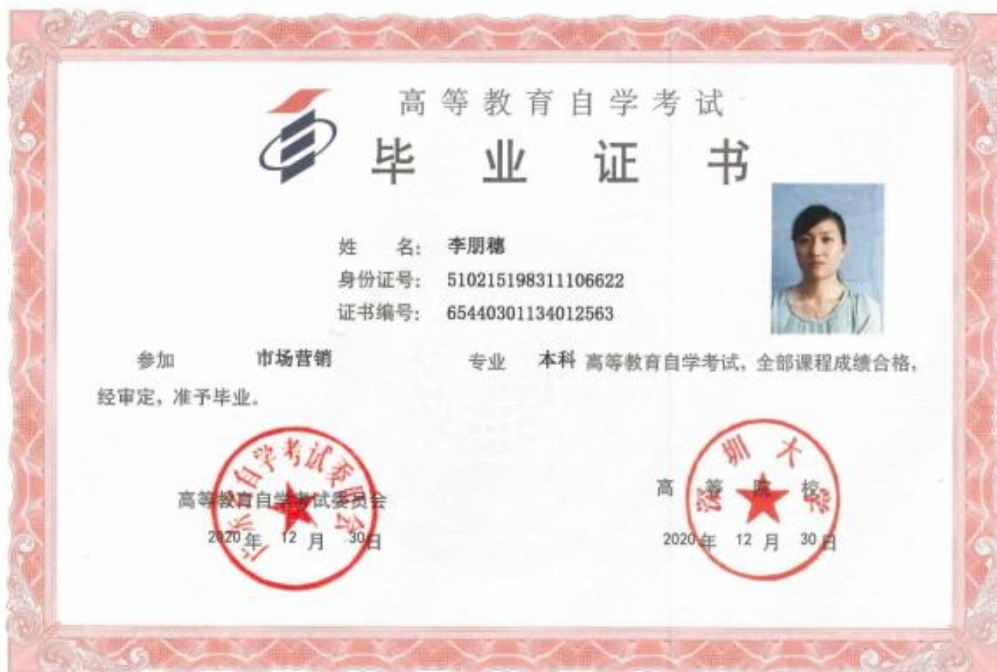 高等教育自学考试
毕业证书
姓 名: 李朋穗
身份证号: 510215198311106622
证书编号: 65440301134012563
参加 市场营销 专业 本科 高等教育自学考试，全部课程成绩合格，
经审定，准予毕业。
广东省自学考试委员会
高等教育自学考试委员会
2020年 12月 30日
深圳大学
高等院校
2020年 12月 30日